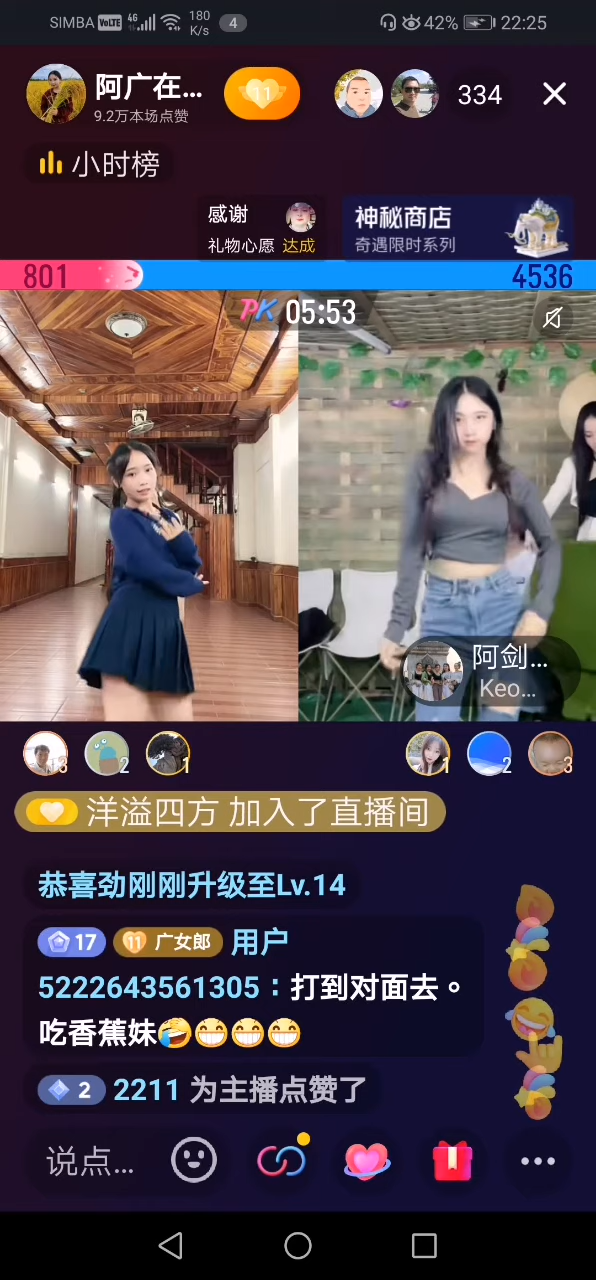 SIMBA VoLTE 4G 180 K/s 4 42% 22:25
阿广在... 11 334
9.2万本场点赞
小时榜
感谢
礼物心愿 达成
神秘商店
奇遇限时系列
801 4536
PK 05:53
阿剑...
Keo...
3 2 1 1 2 3
洋溢四方 加入了直播间
恭喜劲刚刚升级至Lv.14
17 11 广女郎 用户
5222643561305：打到对面去。
吃香蕉妹🤣😁😁😁
2 2211 为主播点赞了
说点...